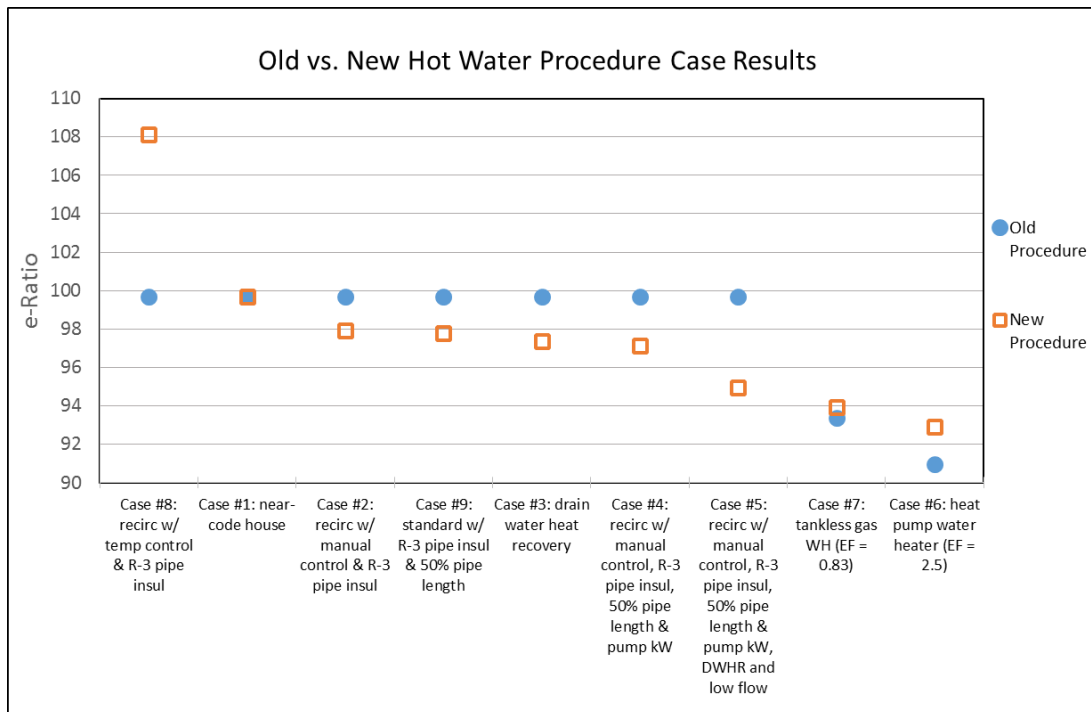 Old vs. New Hot Water Procedure Case Results
110
108
106
104
102
100
98
96
94
92
90
e-Ratio
Old
Procedure
New
Procedure
Case #8:
recirc w/
temp control
& R-3 pipe
insul
Case #1: near-
code house
Case #2:
recirc w/
manual
control & R-3
pipe insul
Case #9:
standard w/
R-3 pipe insul
& 50% pipe
length
Case #3: drain
water heat
recovery
Case #4:
recirc w/
manual
control, R-3
pipe insul,
50% pipe
length &
pump kW
Case #5:
recirc w/
manual
control, R-3
pipe insul,
50% pipe
length &
pump kW,
DWHR and
low flow
Case #7:
tankless gas
WH (EF =
0.83)
Case #6: heat
pump water
heater (EF =
2.5)